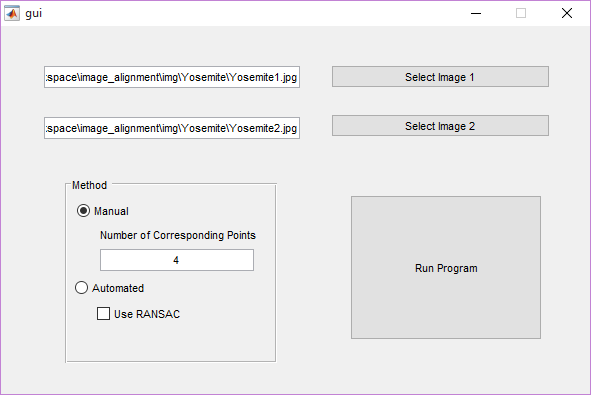 gui
:space\image_alignment\img\Yosemite\Yosemite1.jpg
Select Image 1
:space\image_alignment\img\Yosemite\Yosemite2.jpg
Select Image 2
Method
Manual
Number of Corresponding Points
4
Automated
Use RANSAC
Run Program